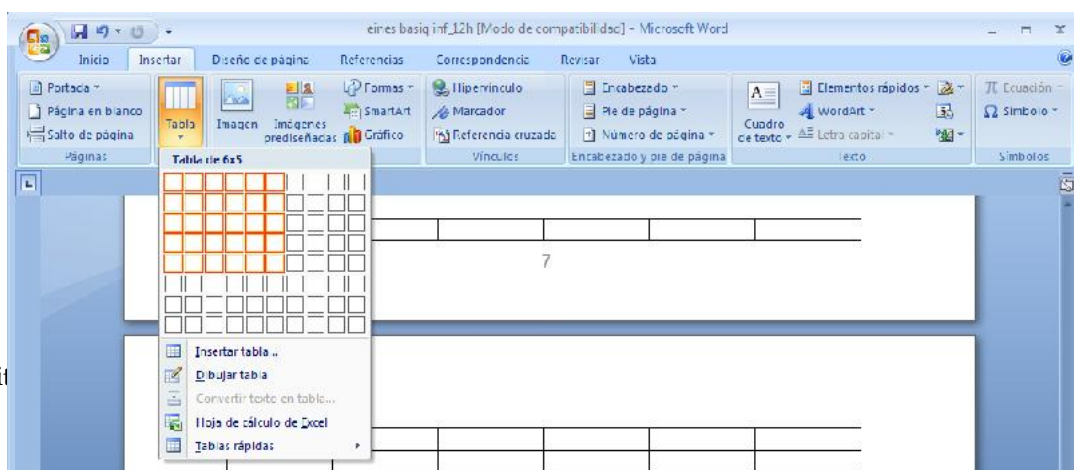 eines basiq inf_12h [Modo de compatibilidad] - Microsoft Word
Inicio Insertar Diseño de página Referencias Correspondencia Revisar Vista
Portada Formas Hipervínculo Encabezado Elementos rápidos Ecuación
Página en blanco Tabla Imagen Imágenes prediseñadas SmartArt Marcador Pie de página Cuadro de texto WordArt Símbolo
Salto de página Gráfico Referencia cruzada Número de página Letra capital
Páginas Vínculos Encabezado y pie de página Texto Símbolos
Tabla de 6x5
7
Insertar tabla...
Dibujar tabla
Convertir texto en tabla...
Hoja de cálculo de Excel
Tablas rápidas